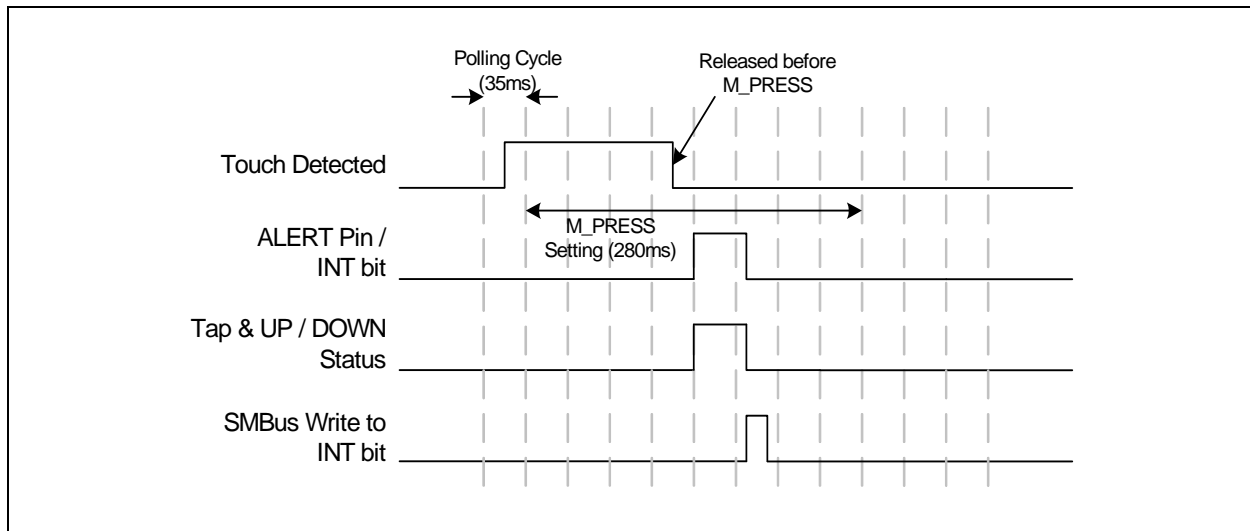 Polling Cycle
(35ms)
Released before
M_PRESS
Touch Detected
M_PRESS
Setting (280ms)
ALERT Pin /
INT bit
Tap & UP / DOWN
Status
SMBus Write to
INT bit